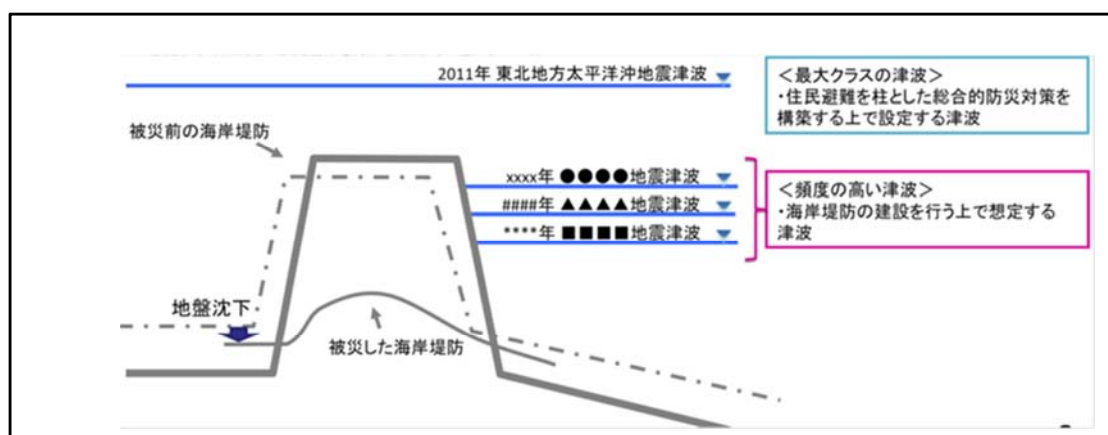 2011年 東北地方太平洋沖地震津波
＜最大クラスの津波＞
・住民避難を柱とした総合的防災対策を
構築する上で設定する津波
被災前の海岸堤防
xxxx年 ●●●●地震津波
####年 ▲▲▲▲地震津波
****年 ■■■■地震津波
＜頻度の高い津波＞
・海岸堤防の建設を行う上で想定する
津波
地盤沈下
被災した海岸堤防